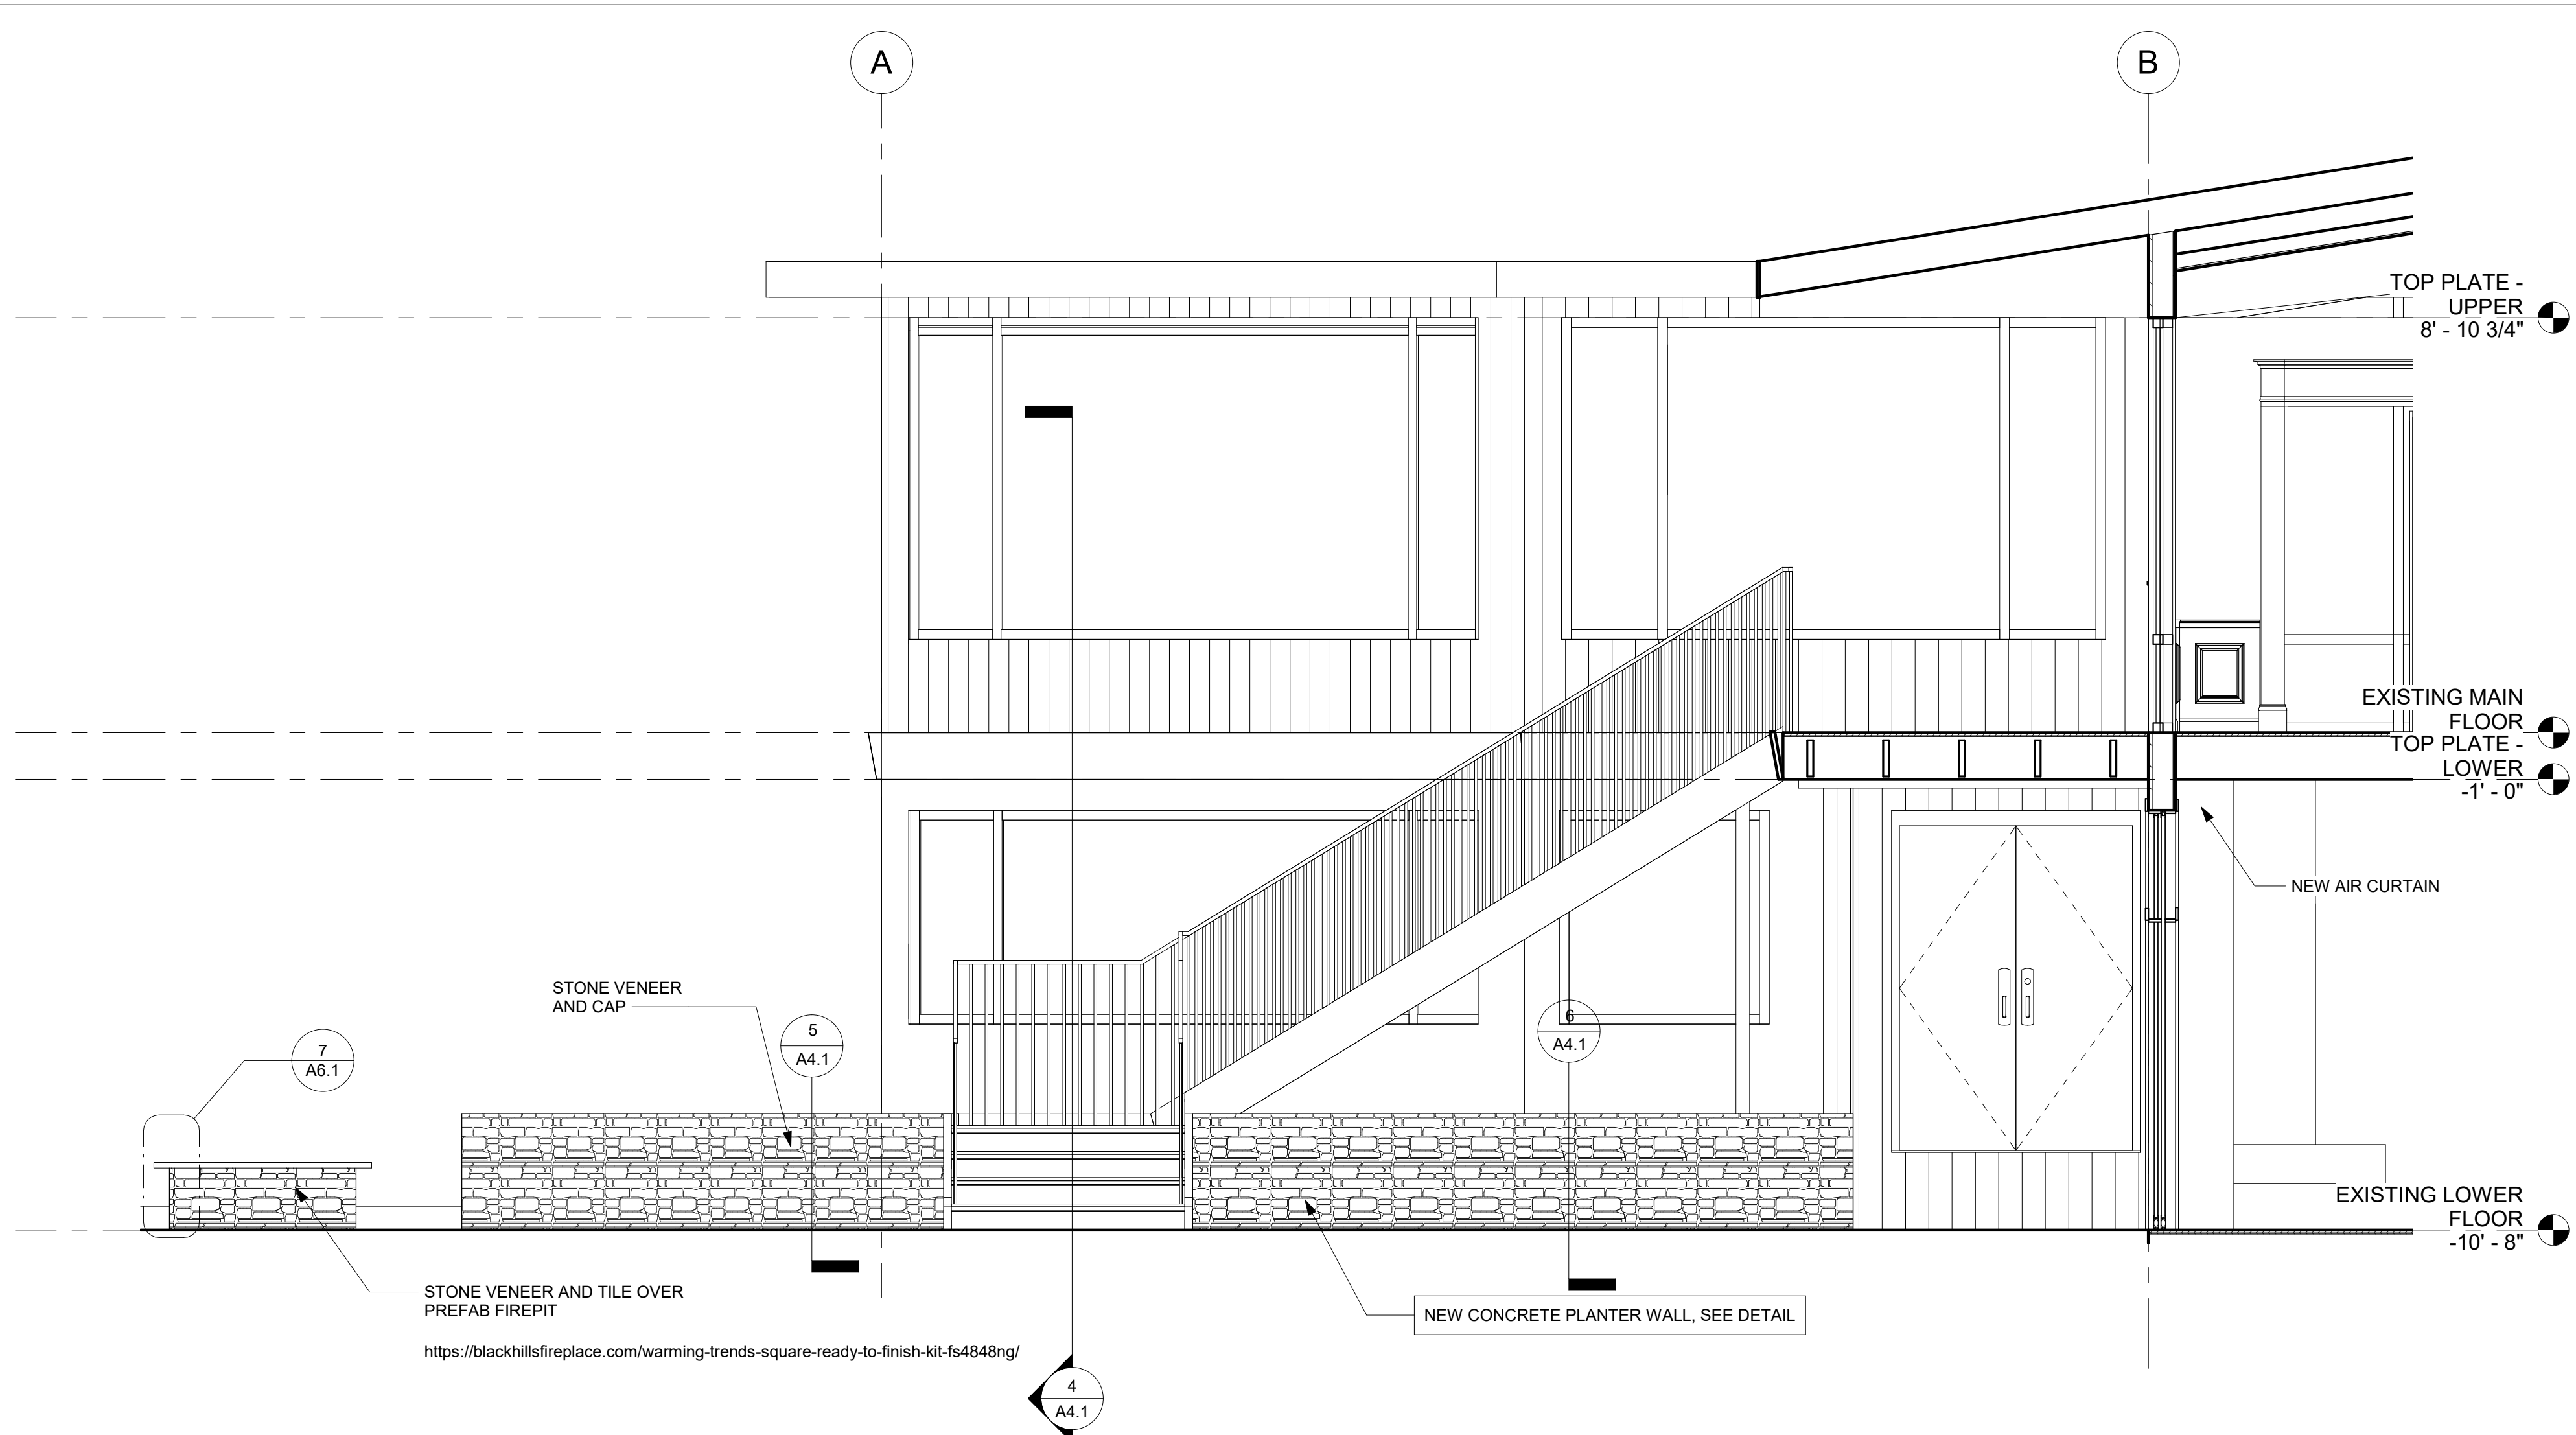 A
B
TOP PLATE -
UPPER
8' - 10 3/4"
EXISTING MAIN
FLOOR
TOP PLATE -
LOWER
-1' - 0"
NEW AIR CURTAIN
STONE VENEER
AND CAP
5
A4.1
6
A4.1
7
A6.1
EXISTING LOWER
FLOOR
-10' - 8"
STONE VENEER AND TILE OVER
PREFAB FIREPIT
NEW CONCRETE PLANTER WALL, SEE DETAIL
https://blackhillsfireplace.com/warming-trends-square-ready-to-finish-kit-fs4848ng/
4
A4.1